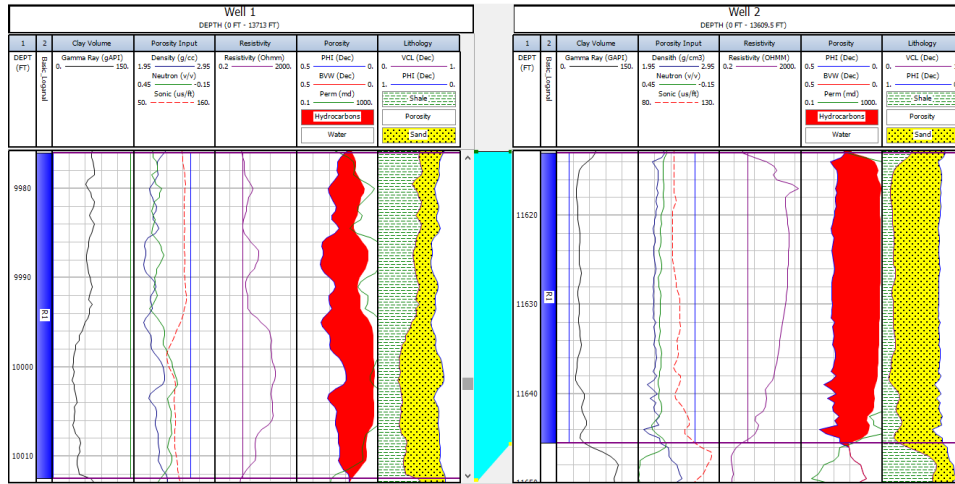 Well 1
DEPTH (0 FT - 13713 FT)
1 2 Clay Volume Porosity Input Resistivity Porosity Lithology
DEPT
(FT)
Basic_Loganal
Gamma Ray (gAPI)
0. 150.
Density (g/cc)
1.95 2.95
Neutron (v/v)
0.45 -0.15
Sonic (us/ft)
50. 160.
Resistivity (Ohmm)
0.2 2000.
PHI (Dec)
0.5 0.
BVW (Dec)
0.5 0.
Perm (md)
0.1 1000.
Hydrocarbons
Water
VCL (Dec)
0. 1.
PHI (Dec)
1. 0.
Shale
Porosity
Sand
9980
9990
R1
10000
10010
Well 2
DEPTH (0 FT - 13609.5 FT)
1 2 Clay Volume Porosity Input Resistivity Porosity Lithology
DEPT
(FT)
Basic_Loganal
Gamma Ray (GAPI)
0. 150.
Densith (g/cm3)
1.95 2.95
Neutron (v/v)
0.45 -0.15
Sonic (us/ft)
80. 130.
Resistivity (OHMM)
0.2 2000.
PHI (Dec)
0.5 0.
BVW (Dec)
0.5 0.
Perm (md)
0.1 1000.
Hydrocarbons
Water
VCL (Dec)
0. 1.
PHI (Dec)
1. 0.
Shale
Porosity
Sand
11620
11630
R1
11640
11650